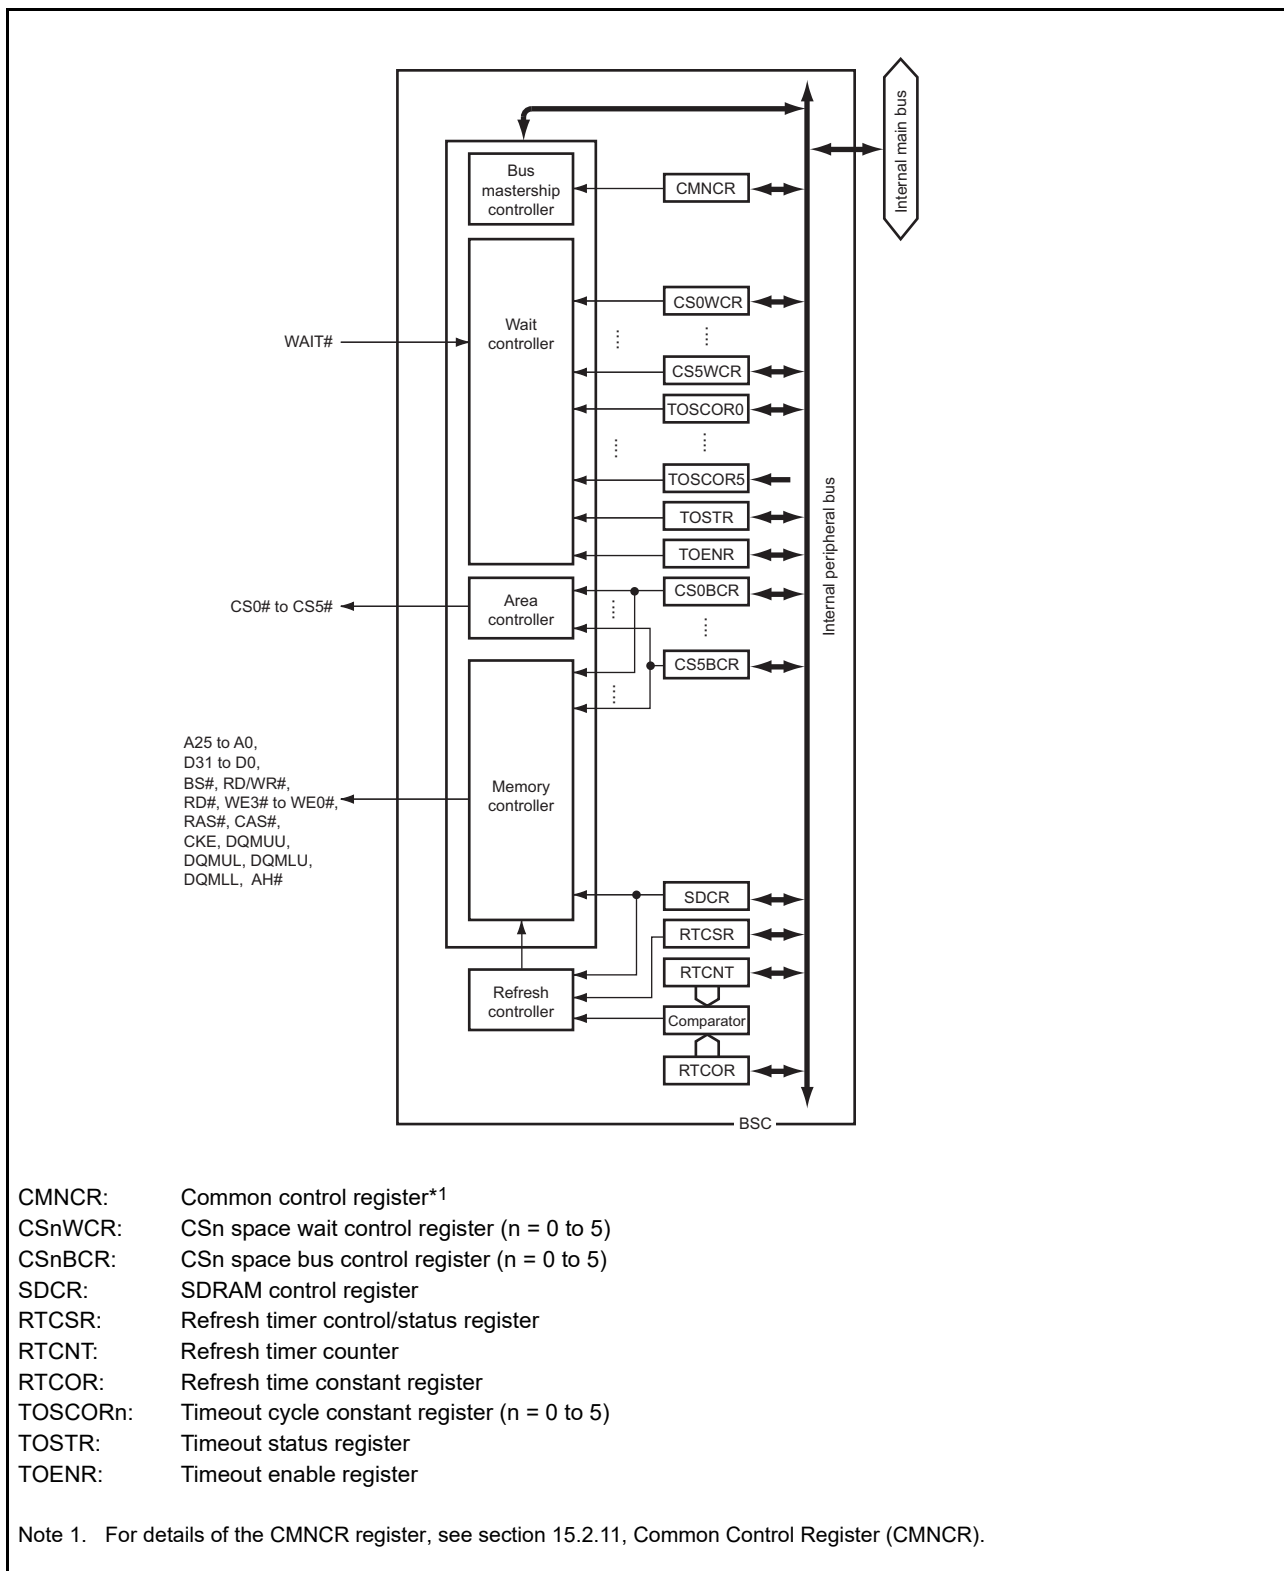 Internal main bus
Bus
mastership
controller
CMNCR
CS0WCR
Wait
controller
WAIT#
CS5WCR
TOSCOR0
TOSCOR5
TOSTR
TOENR
Internal peripheral bus
CS0BCR
Area
controller
CS0# to CS5#
CS5BCR
A25 to A0,
D31 to D0,
BS#, RD/WR#,
RD#, WE3# to WE0#,
RAS#, CAS#,
CKE, DQMUU,
DQMUL, DQMLU,
DQMLL, AH#
Memory
controller
SDCR
RTCSR
RTCNT
Refresh
controller
Comparator
RTCOR
BSC
CMNCR: Common control register*1
CSnWCR: CSn space wait control register (n = 0 to 5)
CSnBCR: CSn space bus control register (n = 0 to 5)
SDCR: SDRAM control register
RTCSR: Refresh timer control/status register
RTCNT: Refresh timer counter
RTCOR: Refresh time constant register
TOSCORn: Timeout cycle constant register (n = 0 to 5)
TOSTR: Timeout status register
TOENR: Timeout enable register
Note 1. For details of the CMNCR register, see section 15.2.11, Common Control Register (CMNCR).